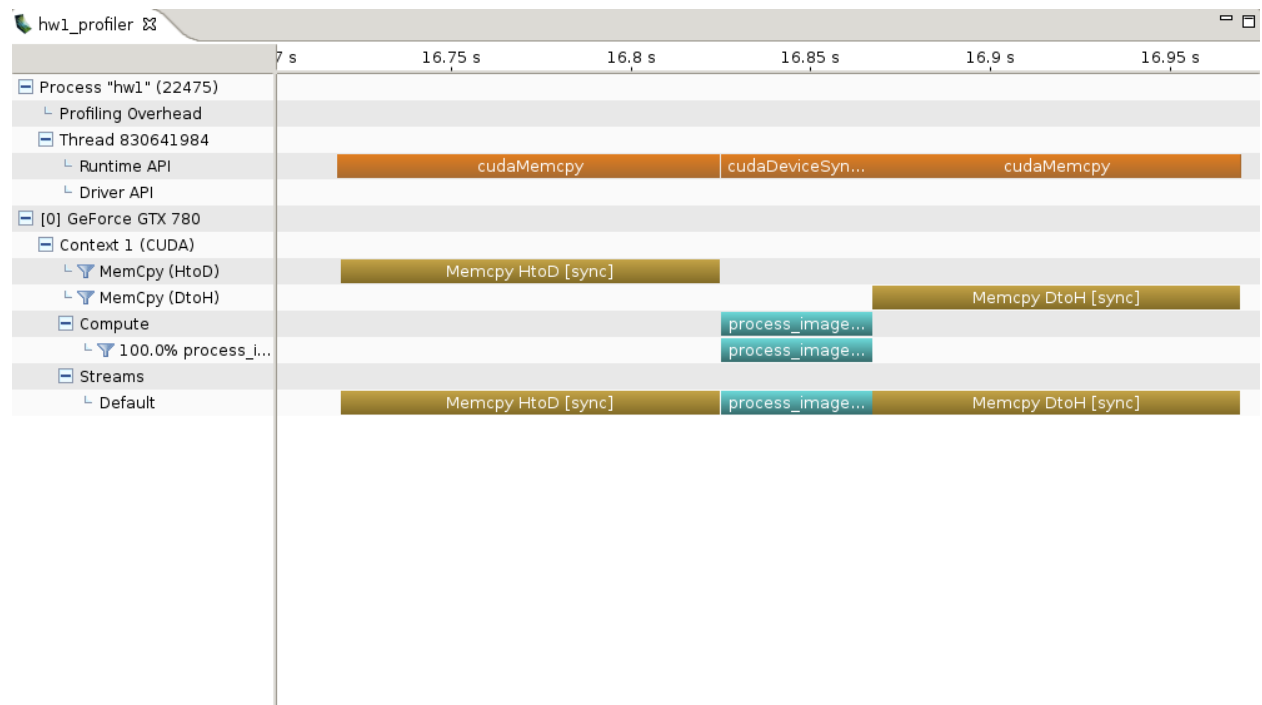 hw1_profiler
7 s 16.75 s 16.8 s 16.85 s 16.9 s 16.95 s
Process "hw1" (22475)
Profiling Overhead
Thread 830641984
Runtime API cudaMemcpy cudaDeviceSyn... cudaMemcpy
Driver API
[0] GeForce GTX 780
Context 1 (CUDA)
MemCpy (HtoD) Memcpy HtoD [sync]
MemCpy (DtoH) Memcpy DtoH [sync]
Compute process_image...
100.0% process_i... process_image...
Streams
Default Memcpy HtoD [sync] process_image... Memcpy DtoH [sync]